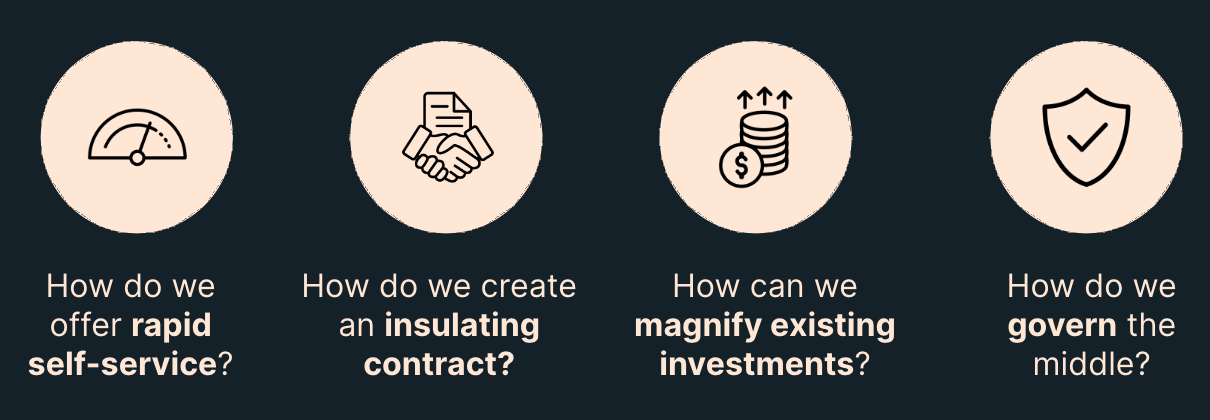 $
How do we
offer rapid
self-service?
How do we create
an insulating
contract?
How can we
magnify existing
investments?
How do we
govern the
middle?